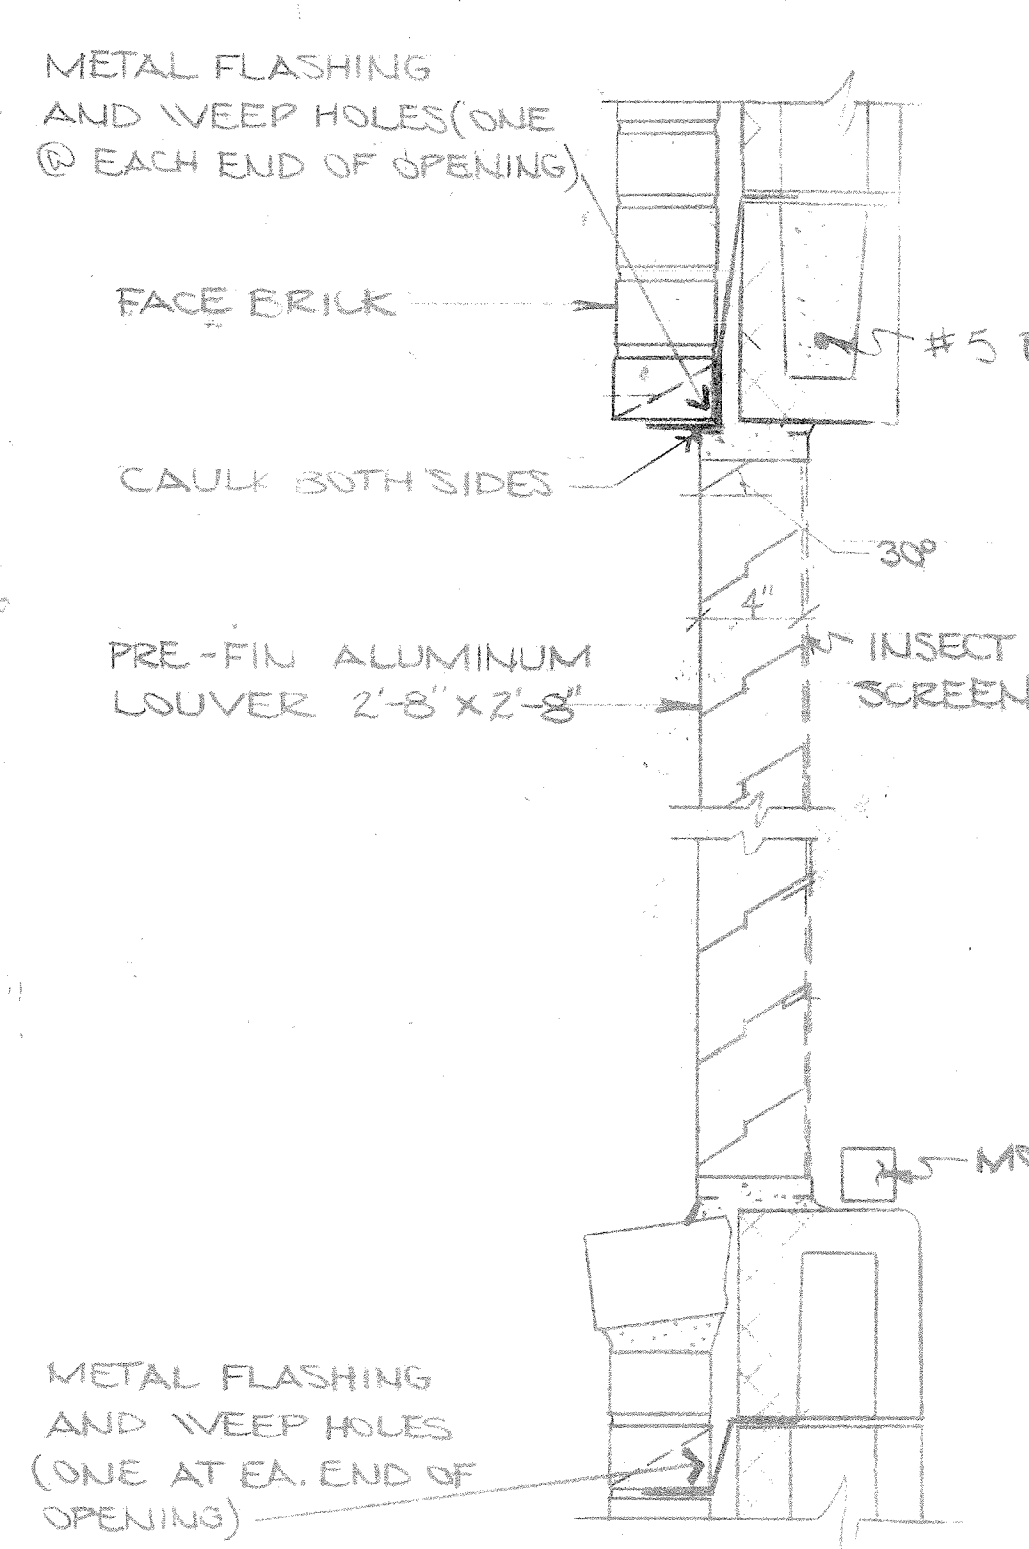 METAL FLASHING
AND WEEP HOLES (ONE
@ EACH END OF OPENING)
FACE BRICK
#5
CAULK BOTH SIDES
30°
4"
PRE-FIN ALUMINUM
LOUVER 2'-8" X 2'-8"
INSECT
SCREEN
METAL FLASHING
AND WEEP HOLES
(ONE AT EA. END OF
OPENING)